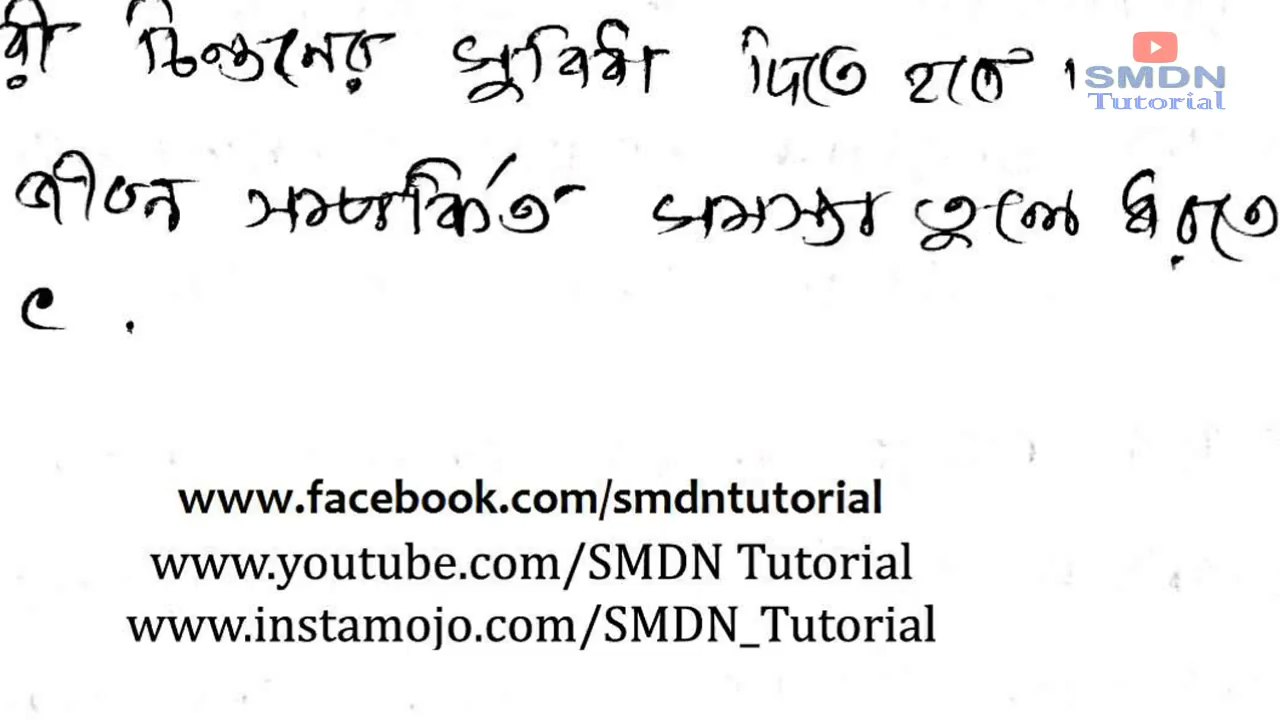 রী চিন্তনের সুবিধা দিতে হবে ।
SMDN
Tutorial
জীবন সম্পর্কিত সমস্যা তুলে ধরতে
www.facebook.com/smdntutorial
www.youtube.com/SMDN Tutorial
www.instamojo.com/SMDN_Tutorial